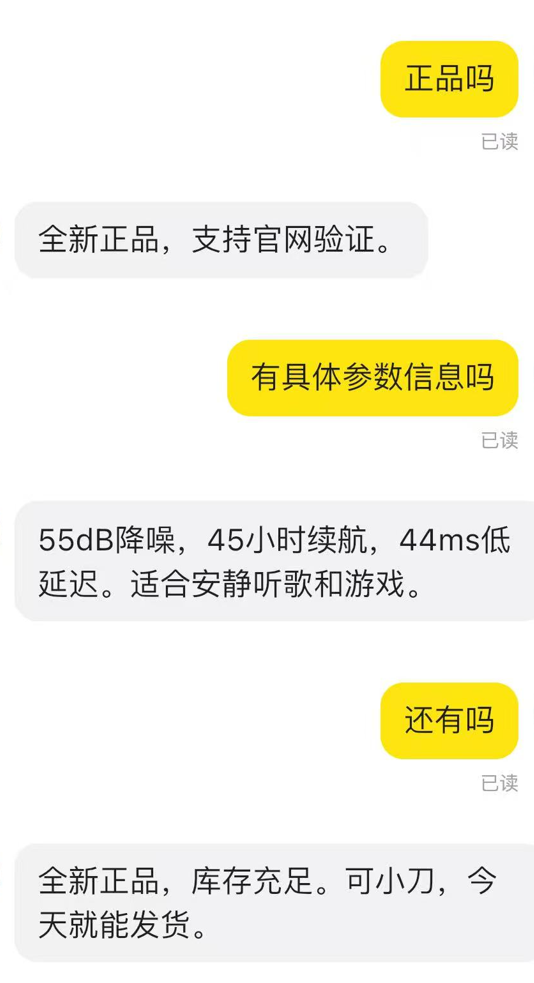 正品吗
已读
全新正品，支持官网验证。
有具体参数信息吗
已读
55dB降噪，45小时续航，44ms低
延迟。适合安静听歌和游戏。
还有吗
已读
全新正品，库存充足。可小刀，今
天就能发货。